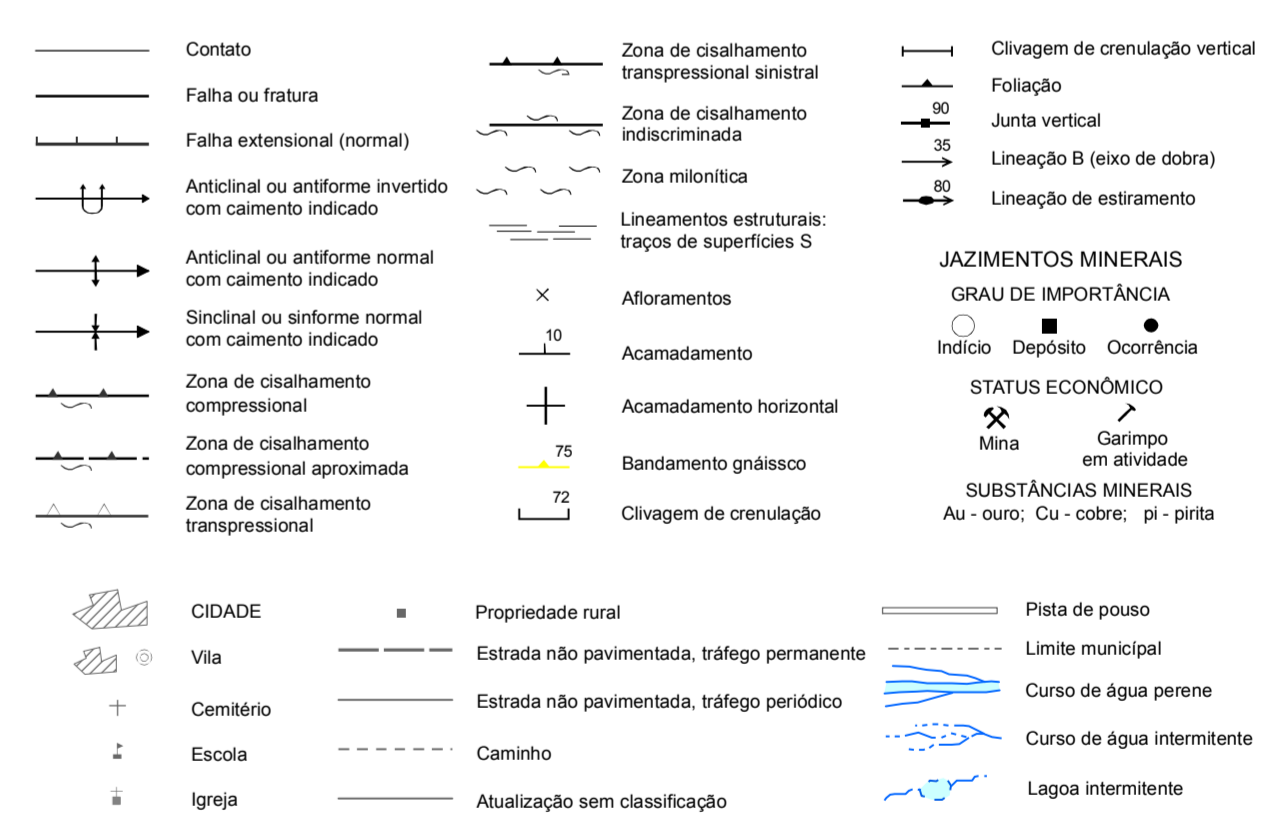 Contato
Falha ou fratura
Falha extensional (normal)
Anticlinal ou antiforme invertido
com caimento indicado
Anticlinal ou antiforme normal
com caimento indicado
Sinclinal ou sinforme normal
com caimento indicado
Zona de cisalhamento
compressional
Zona de cisalhamento
compressional aproximada
Zona de cisalhamento
transpressional
Zona de cisalhamento
transpressional sinistral
Zona de cisalhamento
indiscriminada
Zona milonítica
Lineamentos estruturais:
traços de superfícies S
Afloramentos
10
Acamadamento
Acamadamento horizontal
75
Bandamento gnáissco
72
Clivagem de crenulação
Clivagem de crenulação vertical
Foliação
90
Junta vertical
35
Lineação B (eixo de dobra)
80
Lineação de estiramento
JAZIMENTOS MINERAIS
GRAU DE IMPORTÂNCIA
Indício Depósito Ocorrência
STATUS ECONÔMICO
Mina
Garimpo
em atividade
SUBSTÂNCIAS MINERAIS
Au - ouro; Cu - cobre; pi - pirita
CIDADE
Vila
Cemitério
Escola
Igreja
Propriedade rural
Estrada não pavimentada, tráfego permanente
Estrada não pavimentada, tráfego periódico
Caminho
Atualização sem classificação
Pista de pouso
Limite municípal
Curso de água perene
Curso de água intermitente
Lagoa intermitente